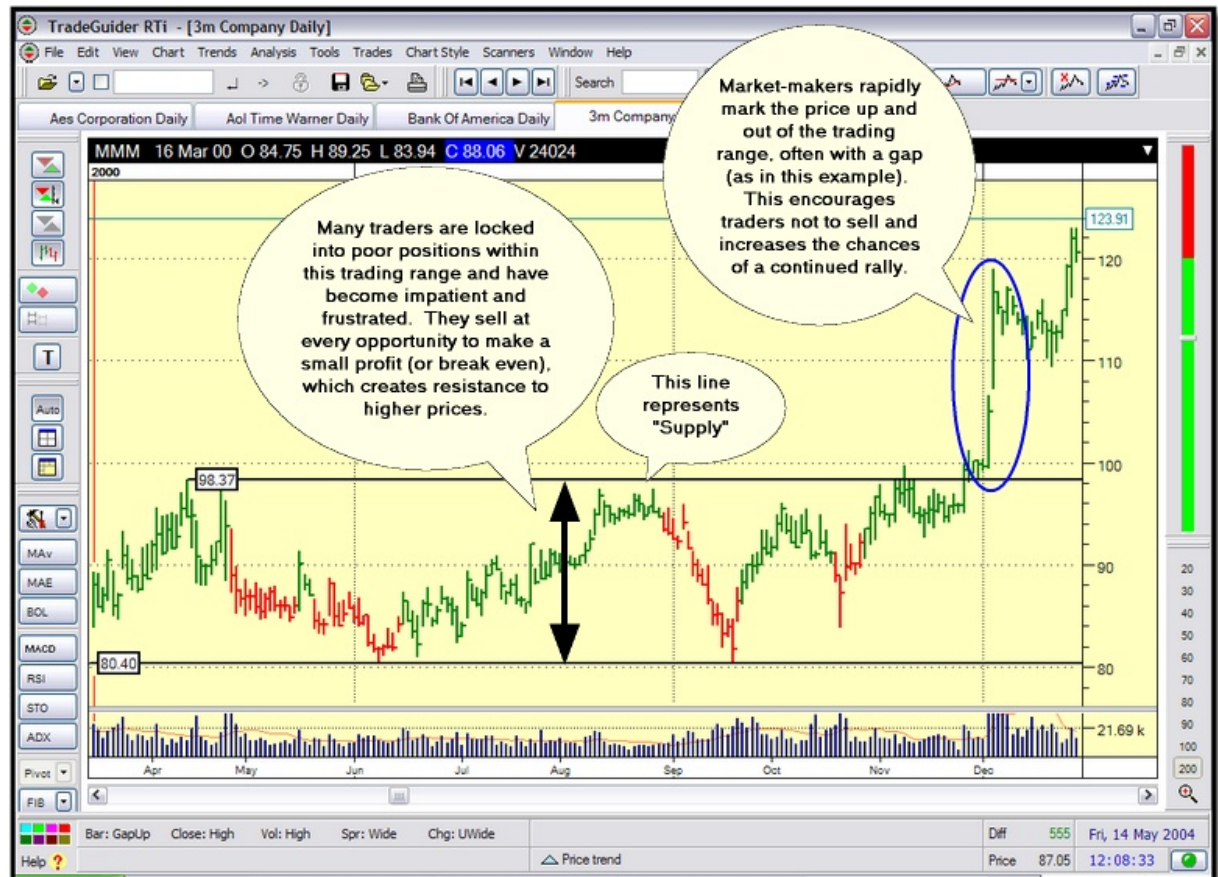 TradeGuider RTi - [3m Company Daily]
File Edit View Chart Trends Analysis Tools Trades Chart Style Scanners Window Help
Search
Aes Corporation Daily Aol Time Warner Daily Bank Of America Daily 3m Company
MMM 16 Mar 00 O 84.75 H 89.25 L 83.94 C 88.06 V 24024
2000
Market-makers rapidly
mark the price up and
out of the trading
range, often with a gap
(as in this example).
This encourages
traders not to sell and
increases the chances
of a continued rally.
Many traders are locked
into poor positions within
this trading range and have
become impatient and
frustrated. They sell at
every opportunity to make a
small profit (or break even),
which creates resistance to
higher prices.
This line
represents
"Supply"
123.91
120
110
100
98.37
90
80.40
80
21.69 k
Apr May Jun Jul Aug Sep Oct Nov Dec
T
Auto
MAv
MAE
BOL
MACD
RSI
STO
ADX
Pivot
FIB
20
30
40
50
60
70
80
90
100
200
Bar: GapUp Close: High Vol: High Spr: Wide Chg: UWide Diff 555 Fri, 14 May 2004
Help ? Price trend Price 87.05 12:08:33